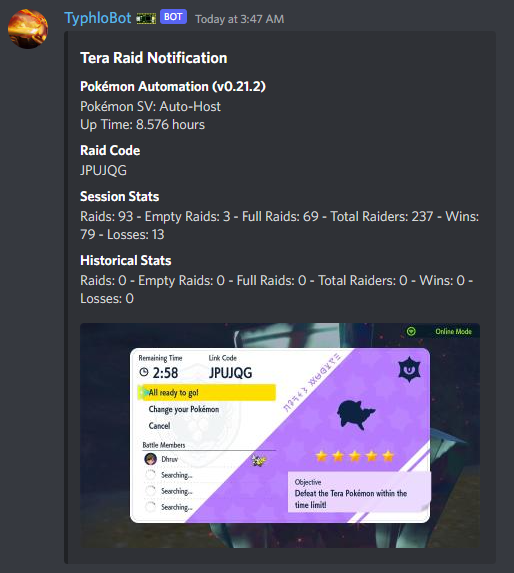 TyphloBot BOT Today at 3:47 AM
Tera Raid Notification
Pokémon Automation (v0.21.2)
Pokémon SV: Auto-Host
Up Time: 8.576 hours
Raid Code
JPUJQG
Session Stats
Raids: 93 - Empty Raids: 3 - Full Raids: 69 - Total Raiders: 237 - Wins:
79 - Losses: 13
Historical Stats
Raids: 0 - Empty Raids: 0 - Full Raids: 0 - Total Raiders: 0 - Wins: 0 -
Losses: 0
Online Mode
Remaining Time
2:58
Link Code
JPUJQG
All ready to go!
Change your Pokémon
Cancel
Battle Members
Dhruv
Searching...
Searching...
Searching...
Objective
Defeat the Tera Pokémon within the
time limit!